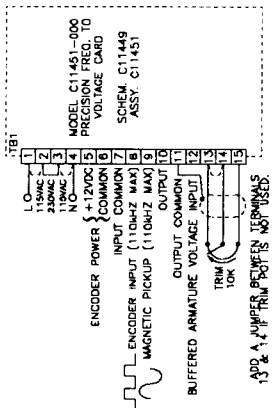 TB1
MODEL C11451-000
PRECISION FREQ. TO
VOLTAGE CARD
SCHEM. C11449
ASSY. C11451
LO 1
115VAC
2
230VAC
3
115VAC
NO 4
ENCODER POWER { +12VDC 5
{ COMMON 6
INPUT COMMON 7
ENCODER INPUT (110kHZ MAX) 8
MAGNETIC PICKUP (110kHZ MAX) 9
OUTPUT 10
OUTPUT COMMON 11
BUFFERED ARMATURE VOLTAGE INPUT 12
13
14
15
TRIM
10K
ADD A JUMPER BETWEEN TERMINALS
13 & 14 IF TRIM POT IS NOT USED.